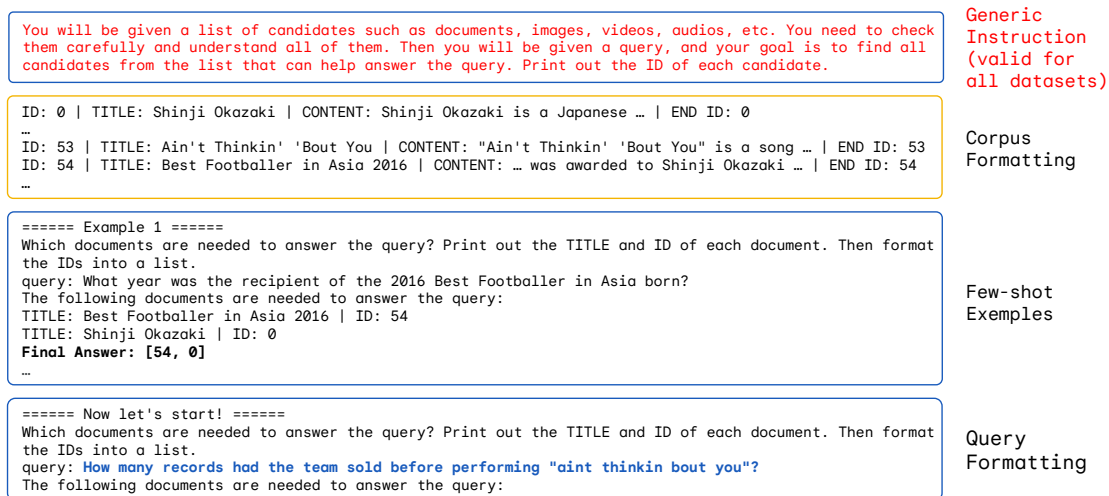 You will be given a list of candidates such as documents, images, videos, audios, etc. You need to check
them carefully and understand all of them. Then you will be given a query, and your goal is to find all
candidates from the list that can help answer the query. Print out the ID of each candidate.
Generic
Instruction
(valid for
all datasets)
ID: 0 | TITLE: Shinji Okazaki | CONTENT: Shinji Okazaki is a Japanese … | END ID: 0
…
ID: 53 | TITLE: Ain't Thinkin' 'Bout You | CONTENT: "Ain't Thinkin' 'Bout You" is a song … | END ID: 53
ID: 54 | TITLE: Best Footballer in Asia 2016 | CONTENT: … was awarded to Shinji Okazaki … | END ID: 54
…
Corpus
Formatting
====== Example 1 ======
Which documents are needed to answer the query? Print out the TITLE and ID of each document. Then format
the IDs into a list.
query: What year was the recipient of the 2016 Best Footballer in Asia born?
The following documents are needed to answer the query:
TITLE: Best Footballer in Asia 2016 | ID: 54
TITLE: Shinji Okazaki | ID: 0
Final Answer: [54, 0]
…
Few-shot
Exemples
====== Now let's start! ======
Which documents are needed to answer the query? Print out the TITLE and ID of each document. Then format
the IDs into a list.
query: How many records had the team sold before performing "aint thinkin bout you"?
The following documents are needed to answer the query:
Query
Formatting